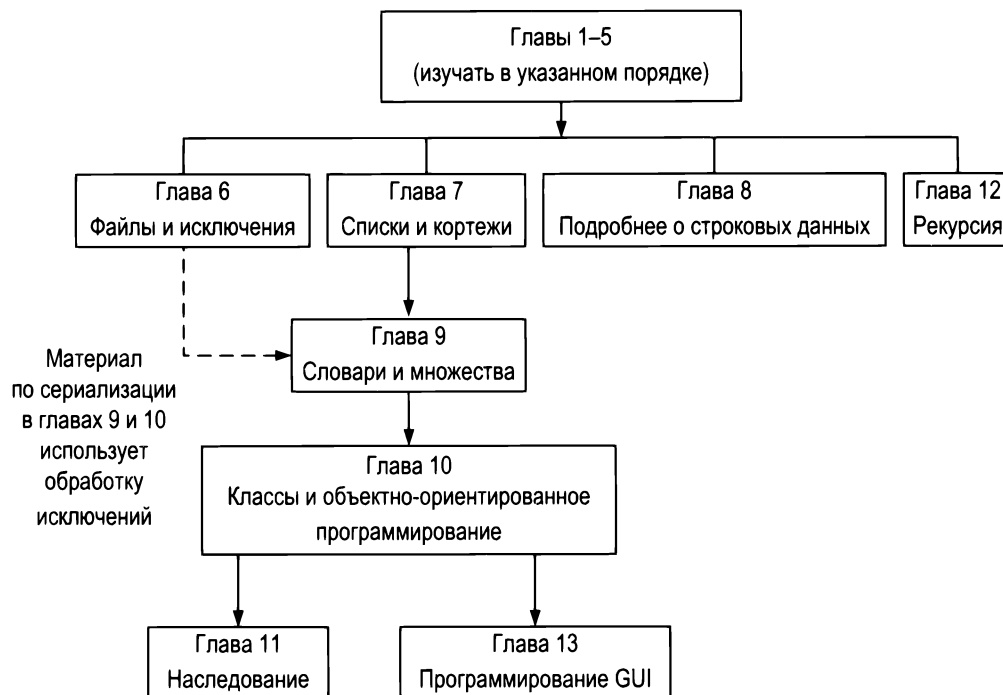 Главы 1–5
(изучать в указанном порядке)
Глава 6
Файлы и исключения
Глава 7
Списки и кортежи
Глава 8
Подробнее о строковых данных
Глава 12
Рекурсия
Глава 9
Словари и множества
Материал
по сериализации
в главах 9 и 10
использует
обработку
исключений
Глава 10
Классы и объектно-ориентированное
программирование
Глава 11
Наследование
Глава 13
Программирование GUI